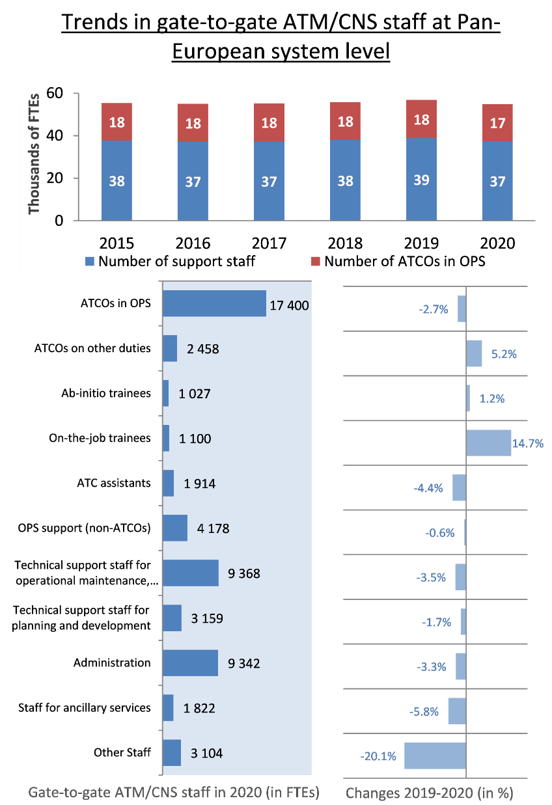 Trends in gate-to-gate ATM/CNS staff at Pan-
European system level
Thousands of FTEs
60
40
20
0
18 18 18 18 18 17
38 37 37 38 39 37
2015 2016 2017 2018 2019 2020
Number of support staff Number of ATCOs in OPS
ATCOs in OPS 17 400 -2.7%
ATCOs on other duties 2 458 5.2%
Ab-initio trainees 1 027 1.2%
On-the-job trainees 1 100 14.7%
ATC assistants 1 914 -4.4%
OPS support (non-ATCOs) 4 178 -0.6%
Technical support staff for
operational maintenance,... 9 368 -3.5%
Technical support staff for
planning and development 3 159 -1.7%
Administration 9 342 -3.3%
Staff for ancillary services 1 822 -5.8%
Other Staff 3 104 -20.1%
Gate-to-gate ATM/CNS staff in 2020 (in FTEs) Changes 2019-2020 (in %)